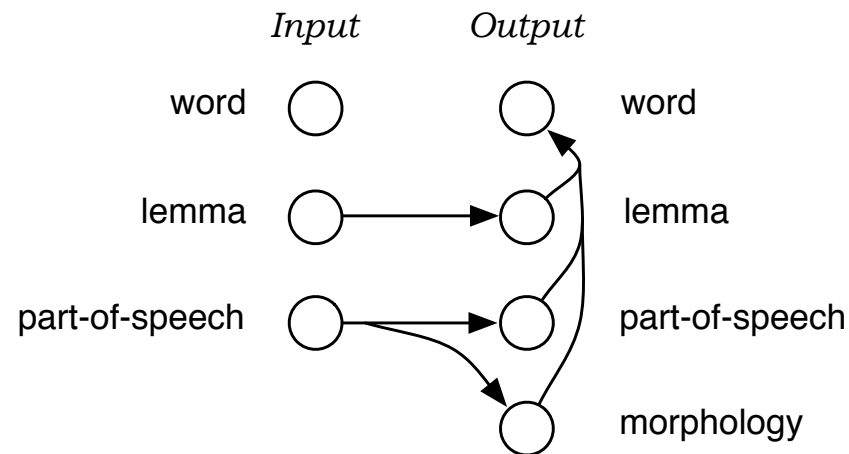 Input Output
word word
lemma lemma
part-of-speech part-of-speech
morphology